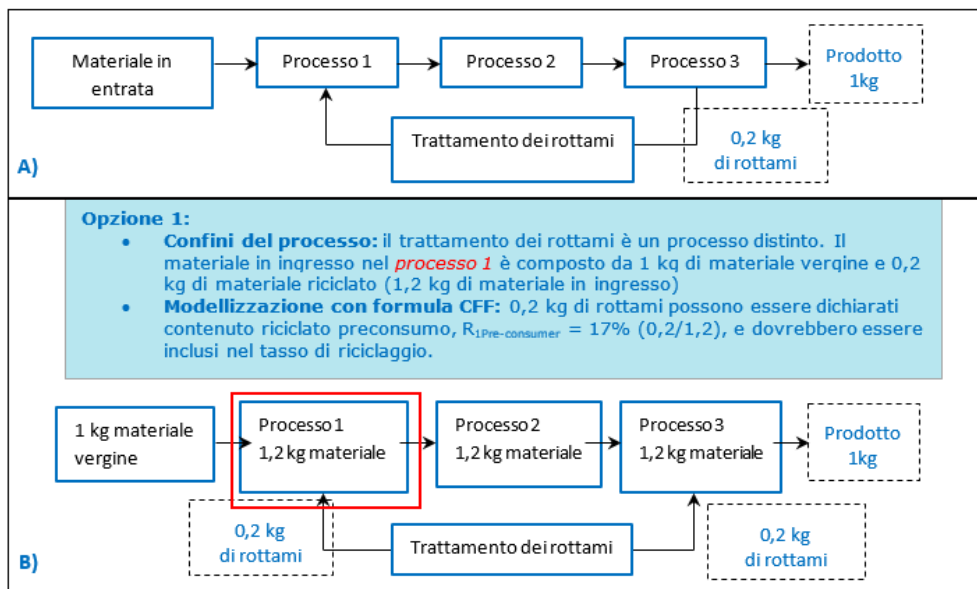 Materiale in
entrata
Processo 1
Processo 2
Processo 3
Prodotto
1kg
Trattamento dei rottami
0,2 kg
di rottami
A)
Opzione 1:
• Confini del processo: il trattamento dei rottami è un processo distinto. Il
materiale in ingresso nel processo 1 è composto da 1 kg di materiale vergine e 0,2
kg di materiale riciclato (1,2 kg di materiale in ingresso)
• Modellizzazione con formula CFF: 0,2 kg di rottami possono essere dichiarati
contenuto riciclato preconsumo, R1Pre-consumer = 17% (0,2/1,2), e dovrebbero essere
inclusi nel tasso di riciclaggio.
1 kg materiale
vergine
Processo 1
1,2 kg materiale
Processo 2
1,2 kg materiale
Processo 3
1,2 kg materiale
Prodotto
1kg
0,2 kg
di rottami
Trattamento dei rottami
0,2 kg
di rottami
B)